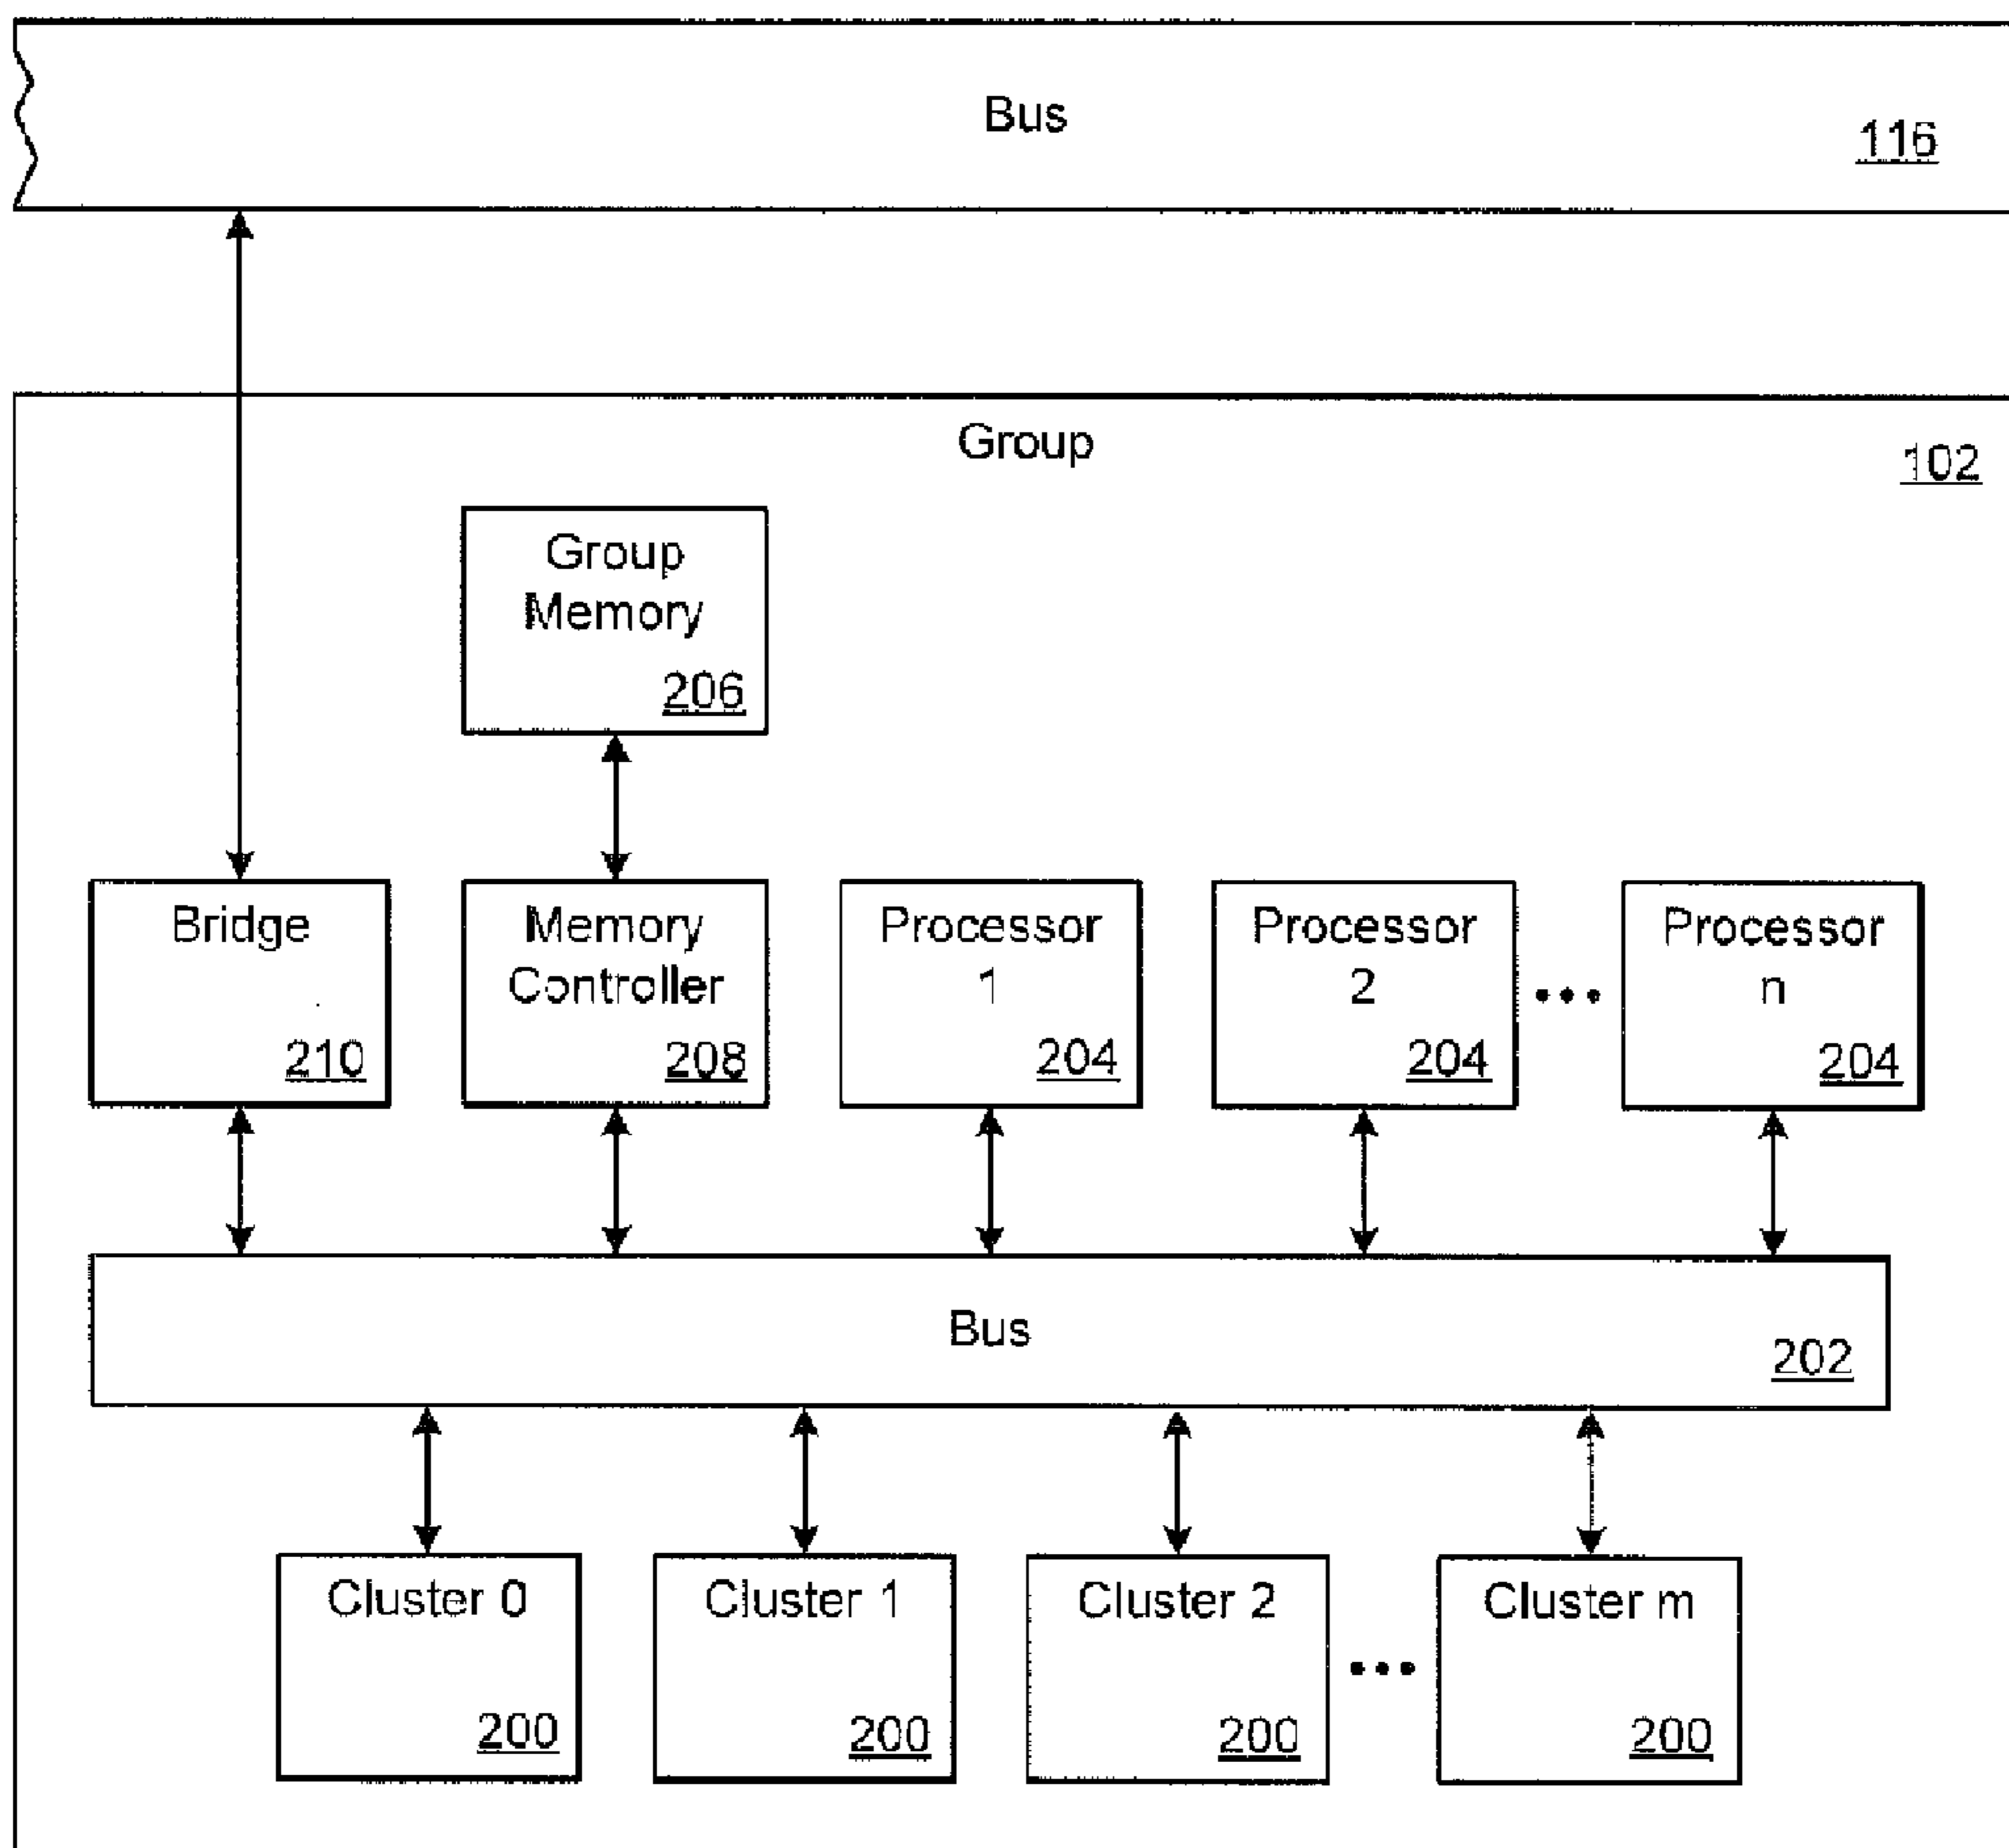 Bus
116
Group
102
Group
Memory
206
Bridge
210
Memory
Controller
208
Processor
1
204
Processor
2
204
Processor
n
204
Bus
202
Cluster 0
200
Cluster 1
200
Cluster 2
200
Cluster m
200